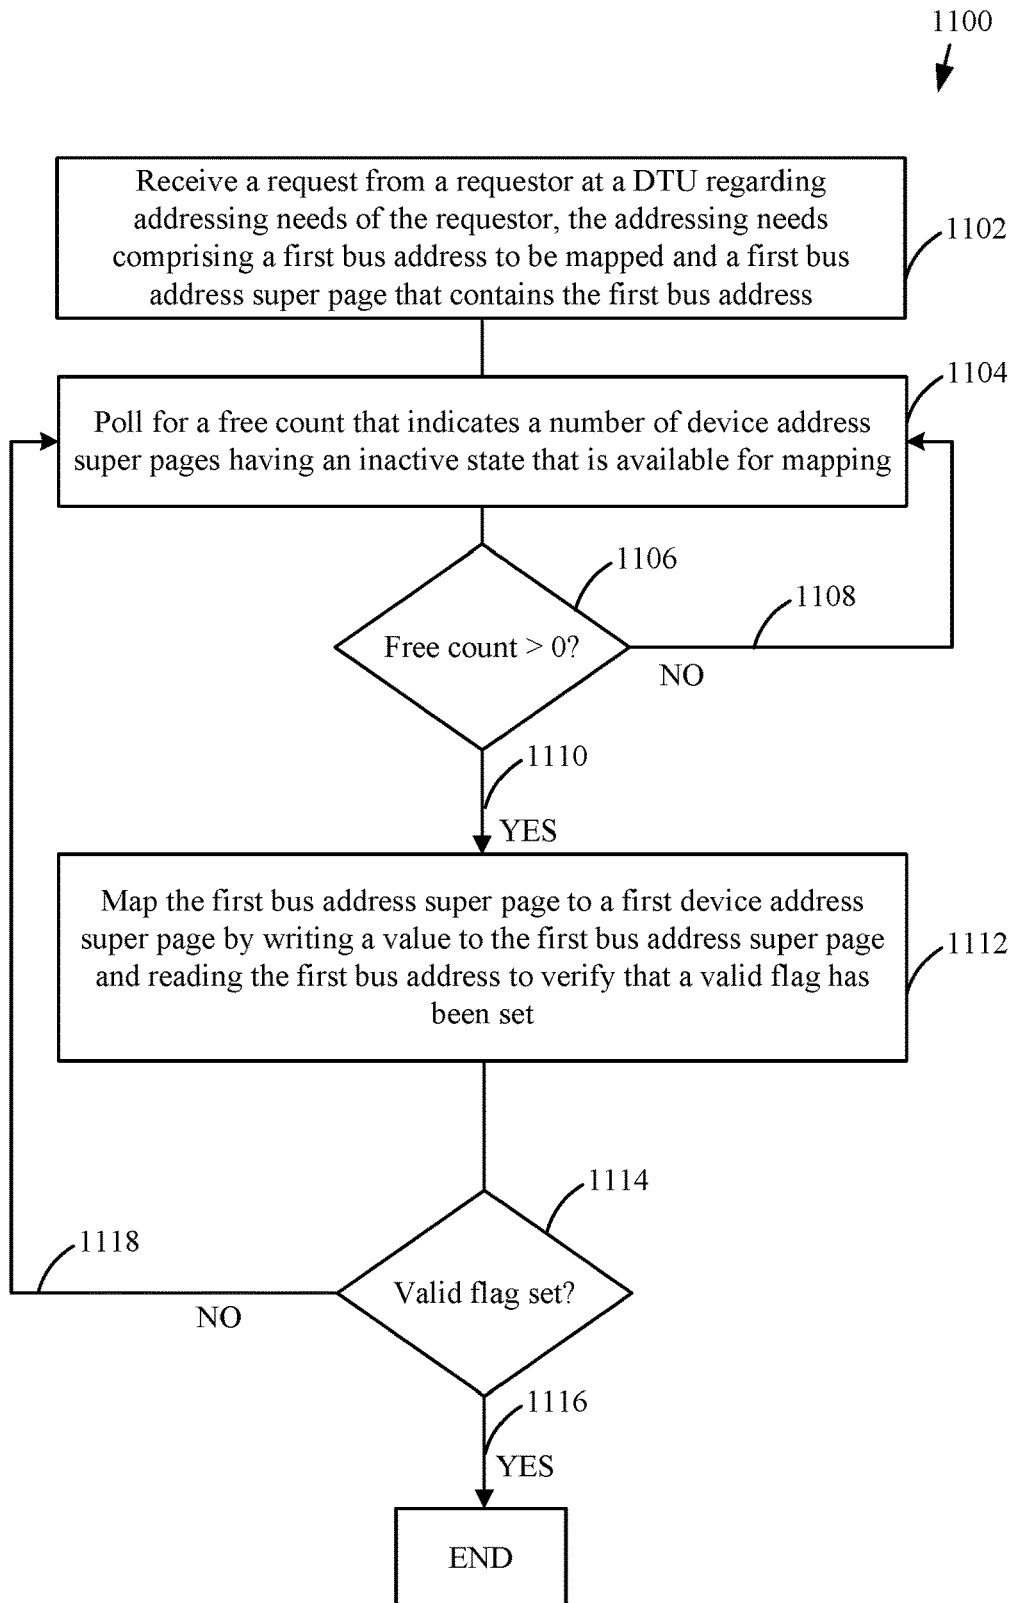 1100
Receive a request from a requestor at a DTU regarding
addressing needs of the requestor, the addressing needs
comprising a first bus address to be mapped and a first bus
address super page that contains the first bus address
1102
1104
Poll for a free count that indicates a number of device address
super pages having an inactive state that is available for mapping
1106
1108
Free count > 0?
NO
1110
YES
Map the first bus address super page to a first device address
super page by writing a value to the first bus address super page
and reading the first bus address to verify that a valid flag has
been set
1112
1114
1118
Valid flag set?
NO
1116
YES
END